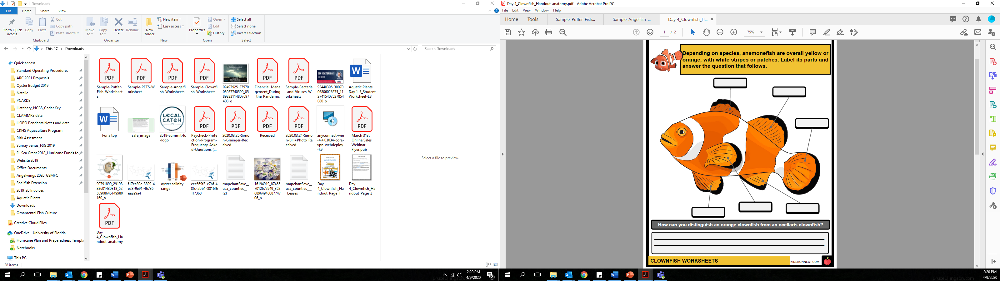 Downloads
File Home Share View
Pin to Quick access
Copy
Paste
Cut
Copy path
Paste shortcut
Clipboard
Move to
Copy to
Delete
Rename
Organize
New folder
New item
Easy access
New
Properties
Open
Edit
History
Open
Select all
Select none
Invert selection
Select
This PC > Downloads
Search Downloads
Quick access
Standard Operating Procedures
ARC 2021 Proposals
Oyster Budget 2019
Natalie
PCARDS
Hatchery_NCBS_Cedar Key
CLAMMRS data
HOBO Pendants Notes and data
CKHS Aquaculture Program
Risk Assesment
Sunray venus_FSG 2019
FL Sea Grant 2018_Hurricane Funds fo
Website 2019
Office Documents
Angelwings 2020_GSMFC
Shellfish Extension
2019_20 Invoices
Aquatic Plants
Downloads
Ornamental Fish Culture
Creative Cloud Files
OneDrive - University of Florida
Hurricane Plan and Preparedness Templa
Notebooks
This PC
28 items
Sample-Puffer-Fish-Worksheets
Sample-PETS-Worksheet
Sample-Angelfish-Worksheets
Sample-Clownfish-Worksheets
92497925_2757003037740590_8589833114807697408_o
Financial_Management_During_the_Pandemic
Sample-Bacteria-and-Viruses-Worksheets
SBA DISASTER LOANS
Explained
92440396_3007006806026275_1127415407527854080_o
Aquatic Plants_Day 1-5_Student Worksheet-LS
For a top
safe_image
LOCAL CATCH
2019-summit-lc-logo
Paycheck-Protection-Program-Frequenty-Asked-Questions (...
2020.03.25-Simon-Grainger-Received
Received
2020.03.24-Simon-BH+Photo_Received
anyconnect-win-4.4.03034-core-vpn-webdeploy-k9
March 31st Online Sales Webinar Flyer.pub
90791899_2919833601430818_5258908646149980160_o
f17ee89e-3899-4e28-9e91-46736ee2e9a4
oyster salinity range
cec669f3-c7bf-48fc-abb1-8816f61f7368
mapchartSave_usa_counties__(2)
Oysters
16194919_874657012672949_35268964946087747 06_n
mapchartSave_usa_counties___Leases
Clownfish Worksheets
Day 4_Clownfish_Handout_Page_1
Day 4_Clownfish_Handout_Page_2
PDF
Day 4_Clownfish_Handout-anatomy
Select a file to preview.
2:20 PM
4/9/2020
Day 4_Clownfish_Handout-anatomy.pdf - Adobe Acrobat Pro DC
File Edit View Window Help
Home Tools Sample-Puffer-Fish... Sample-Angelfish-... Day 4_Clownfish_H... ×
1 / 2 75%
Depending on species, anemonefish are overall yellow or
orange, with white stripes or patches. Label its parts and
answer the question that follows.
How can you distinguish an orange clownfish from an ocellaris clownfish?
CLOWNFISH WORKSHEETS
KIDSKONNECT.COM
2:20 PM
4/9/2020